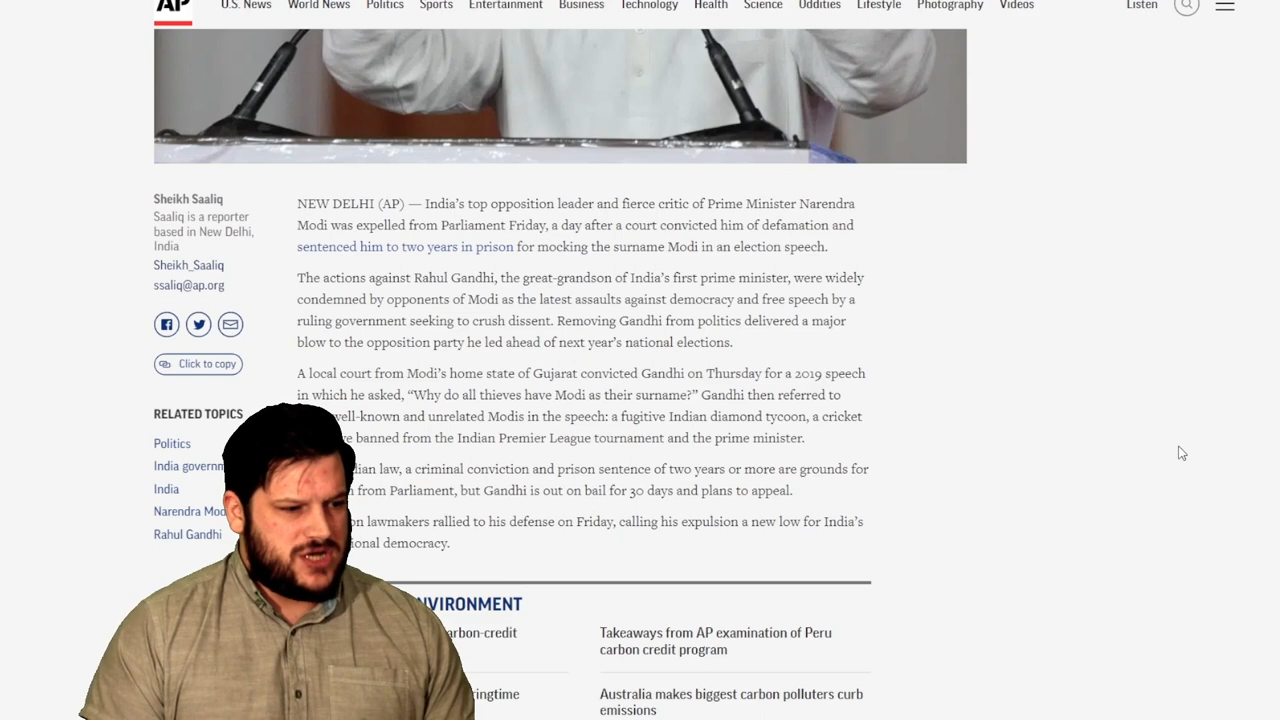 AP
U.S. News World News Politics Sports Entertainment Business Technology Health Science Oddities Lifestyle Photography Videos Listen
Sheikh Saaliq
Saaliq is a reporter
based in New Delhi,
India
Sheikh_Saaliq
ssaliq@ap.org
Click to copy
RELATED TOPICS
Politics
India
Rahul Gandhi
NEW DELHI (AP) — India’s top opposition leader and fierce critic of Prime Minister Narendra
Modi was expelled from Parliament Friday, a day after a court convicted him of defamation and
sentenced him to two years in prison for mocking the surname Modi in an election speech.
The actions against Rahul Gandhi, the great-grandson of India’s first prime minister, were widely
condemned by opponents of Modi as the latest assaults against democracy and free speech by a
ruling government seeking to crush dissent. Removing Gandhi from politics delivered a major
blow to the opposition party he led ahead of next year’s national elections.
A local court from Modi’s home state of Gujarat convicted Gandhi on Thursday for a 2019 speech
in which he asked, “Why do all thieves have Modi as their surname?” Gandhi then referred to
well-known and unrelated Modis in the speech: a fugitive Indian diamond tycoon, a cricket
banned from the Indian Premier League tournament and the prime minister.
law, a criminal conviction and prison sentence of two years or more are grounds for
from Parliament, but Gandhi is out on bail for 30 days and plans to appeal.
lawmakers rallied to his defense on Friday, calling his expulsion a new low for India’s
democracy.
Takeaways from AP examination of Peru
carbon credit program
Australia makes biggest carbon polluters curb
emissions